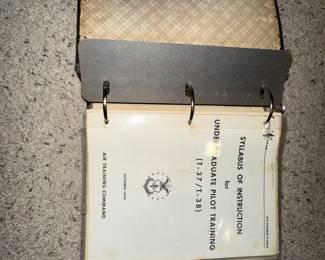 SYLLABUS OF INSTRUCTION
for
UNDERGRADUATE PILOT TRAINING
(T-37/T-38)
AIR TRAINING COMMAND